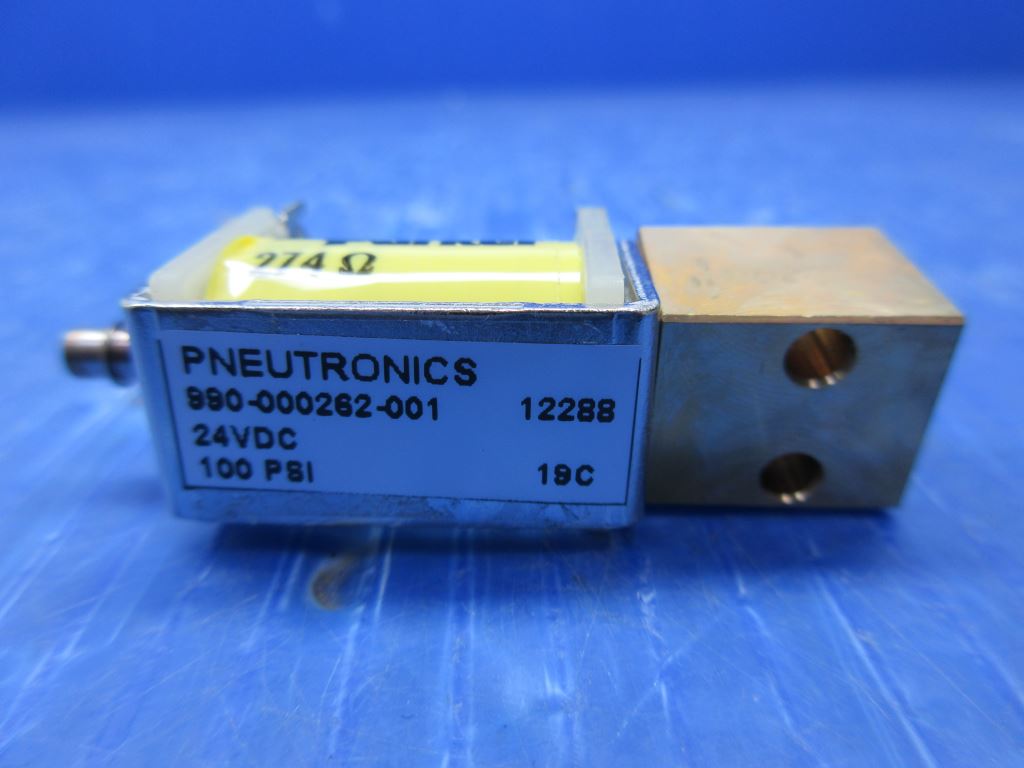 274 Ω
PNEUTRONICS
990-000262-001 12288
24VDC
100 PSI 19C